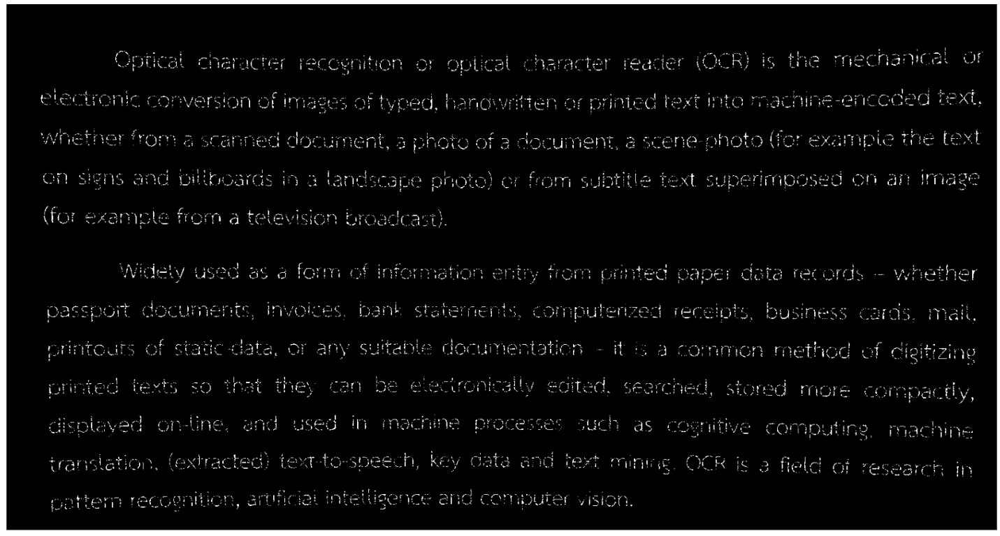 Optical character recognition or optical character reader (OCR) is the mechanical or
electronic conversion of images of typed, handwritten or printed text into machine-encoded text,
whether from a scanned document, a photo of a document, a scene-photo (for example the text
on signs and billboards in a landscape photo) or from subtitle text superimposed on an image
(for example from a television broadcast).
Widely used as a form of information entry from printed paper data records – whether
passport documents, invoices, bank statements, computerized receipts, business cards, mail,
printouts of static-data, or any suitable documentation – it is a common method of digitizing
printed texts so that they can be electronically edited, searched, stored more compactly,
displayed on-line, and used in machine processes such as cognitive computing, machine
translation, (extracted) text-to-speech, key data and text mining. OCR is a field of research in
pattern recognition, artificial intelligence and computer vision.